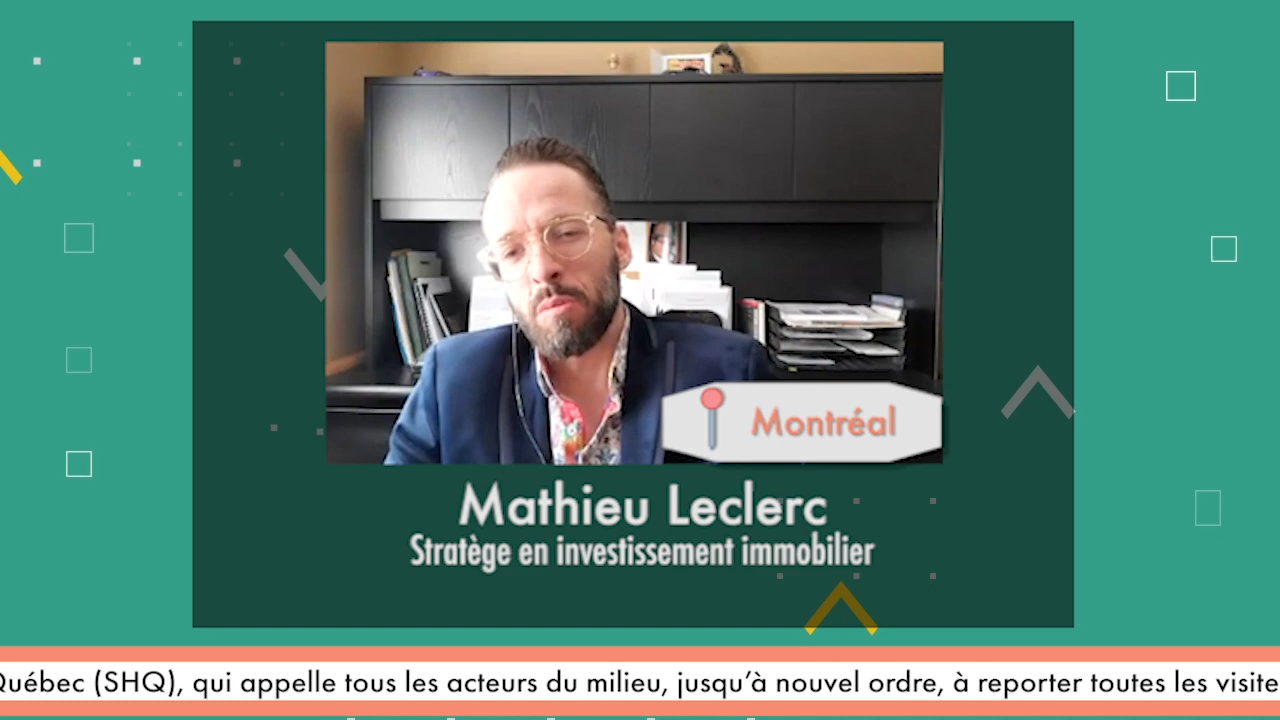 Montréal
Mathieu Leclerc
Stratège en investissement immobilier
Québec (SHQ), qui appelle tous les acteurs du milieu, jusqu'à nouvel ordre, à reporter toutes les visite